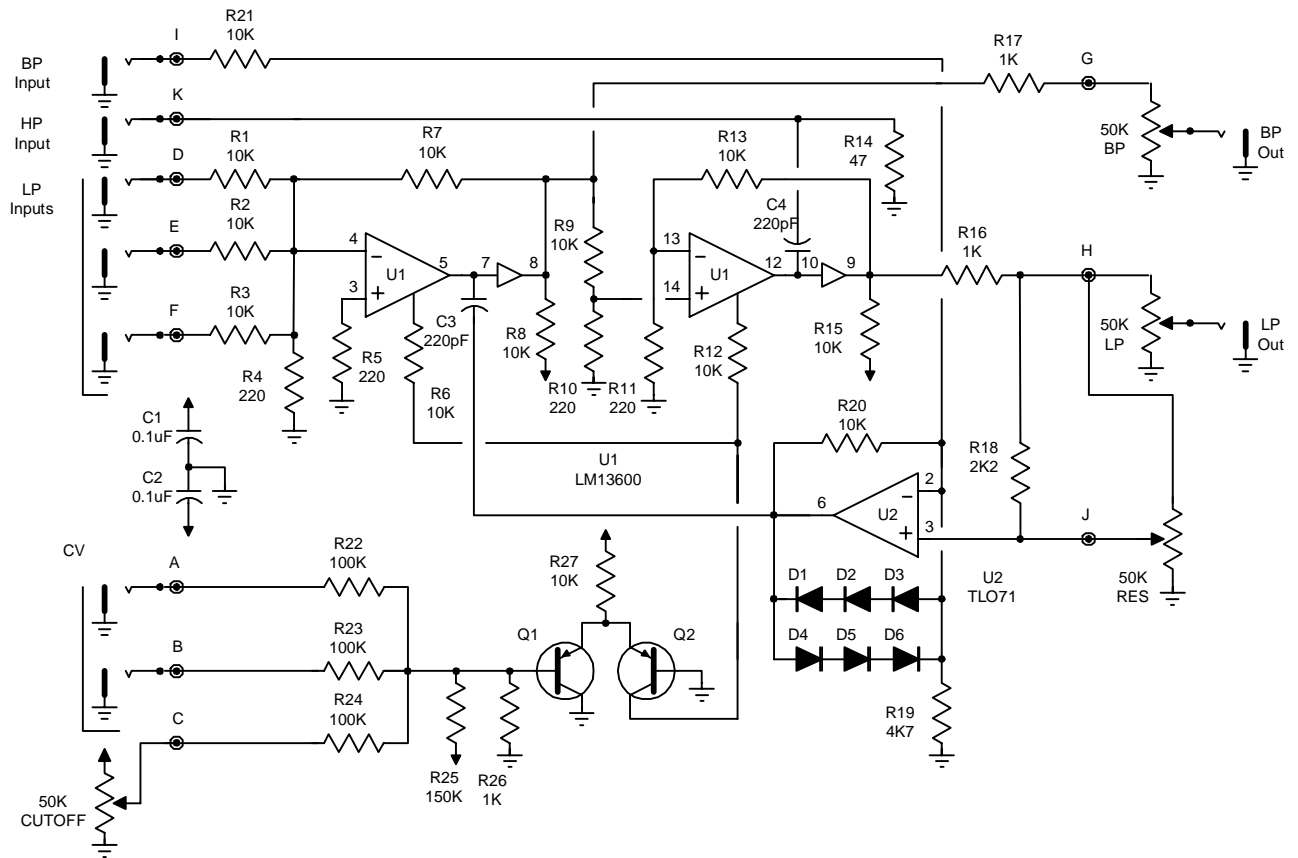 R21
10K
I
BP
Input
R17
1K
G
K
HP
Input
R1
10K
R7
10K
R13
10K
R14
47
50K
BP
BP
Out
D
LP
Inputs
R2
10K
C4
220pF
E
4
5
7
8
R9
10K
13
12
10
9
R16
1K
H
U1
U1
3
14
R3
10K
F
C3
220pF
R8
10K
R15
10K
50K
LP
LP
Out
R5
220
R12
10K
R4
220
R6
10K
R10
220
R11
220
C1
0.1uF
R20
10K
R18
2K2
U1
LM13600
C2
0.1uF
6
2
U2
3
J
CV
A
R22
100K
R27
10K
D1
D2
D3
U2
TLO71
50K
RES
B
R23
100K
Q1
Q2
D4
D5
D6
C
R24
100K
R19
4K7
R25
150K
R26
1K
50K
CUTOFF